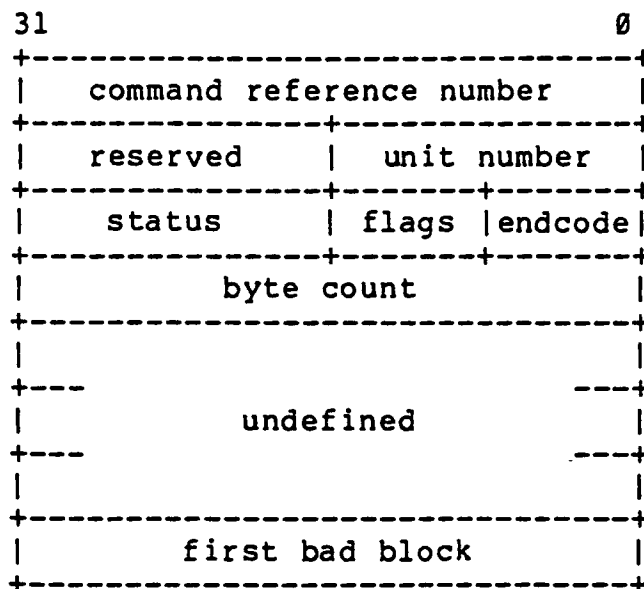 31 0
+---------------------------------------+
| command reference number |
+-------------------+-------------------+
| reserved | unit number |
+-------------------+---------+---------+
| status | flags |endcode|
+-------------------+---------+---------+
| byte count |
+---------------------------------------+
| |
+--- ---+
| undefined |
+--- ---+
| |
+---------------------------------------+
| first bad block |
+---------------------------------------+